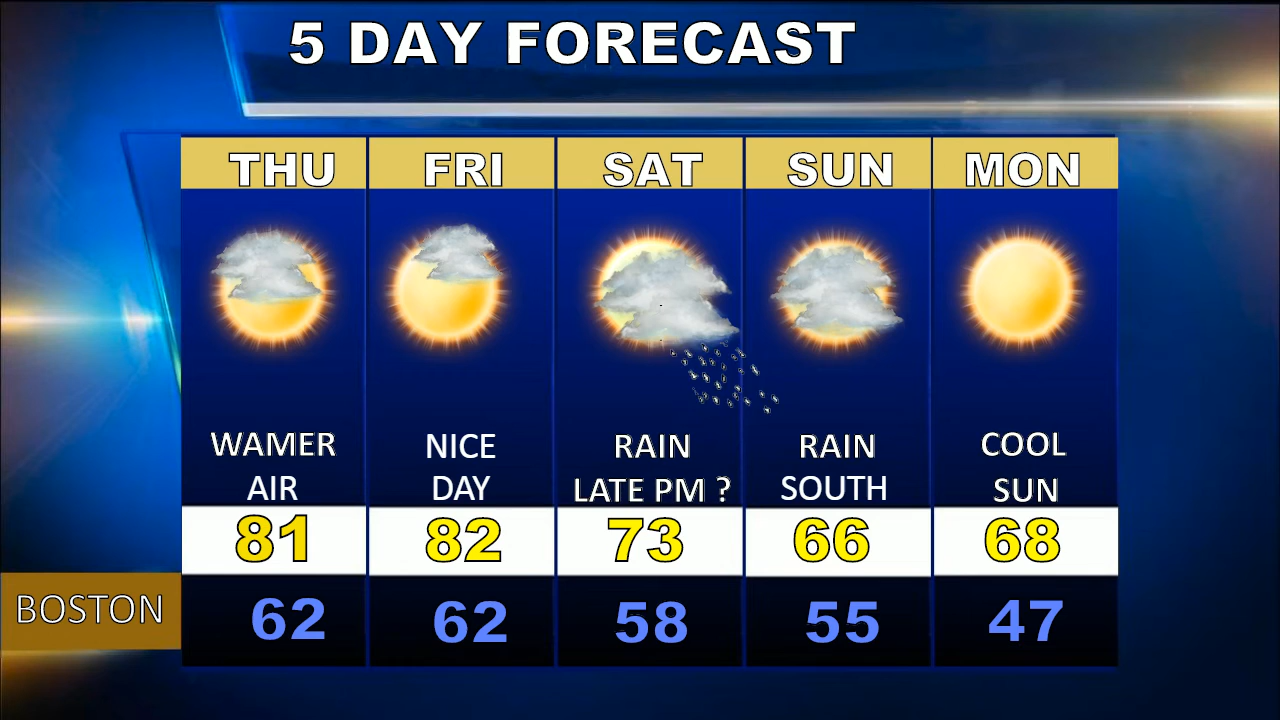 5 DAY FORECAST
THU FRI SAT SUN MON
WAMER NICE RAIN RAIN COOL
AIR DAY LATE PM ? SOUTH SUN
81 82 73 66 68
BOSTON 62 62 58 55 47